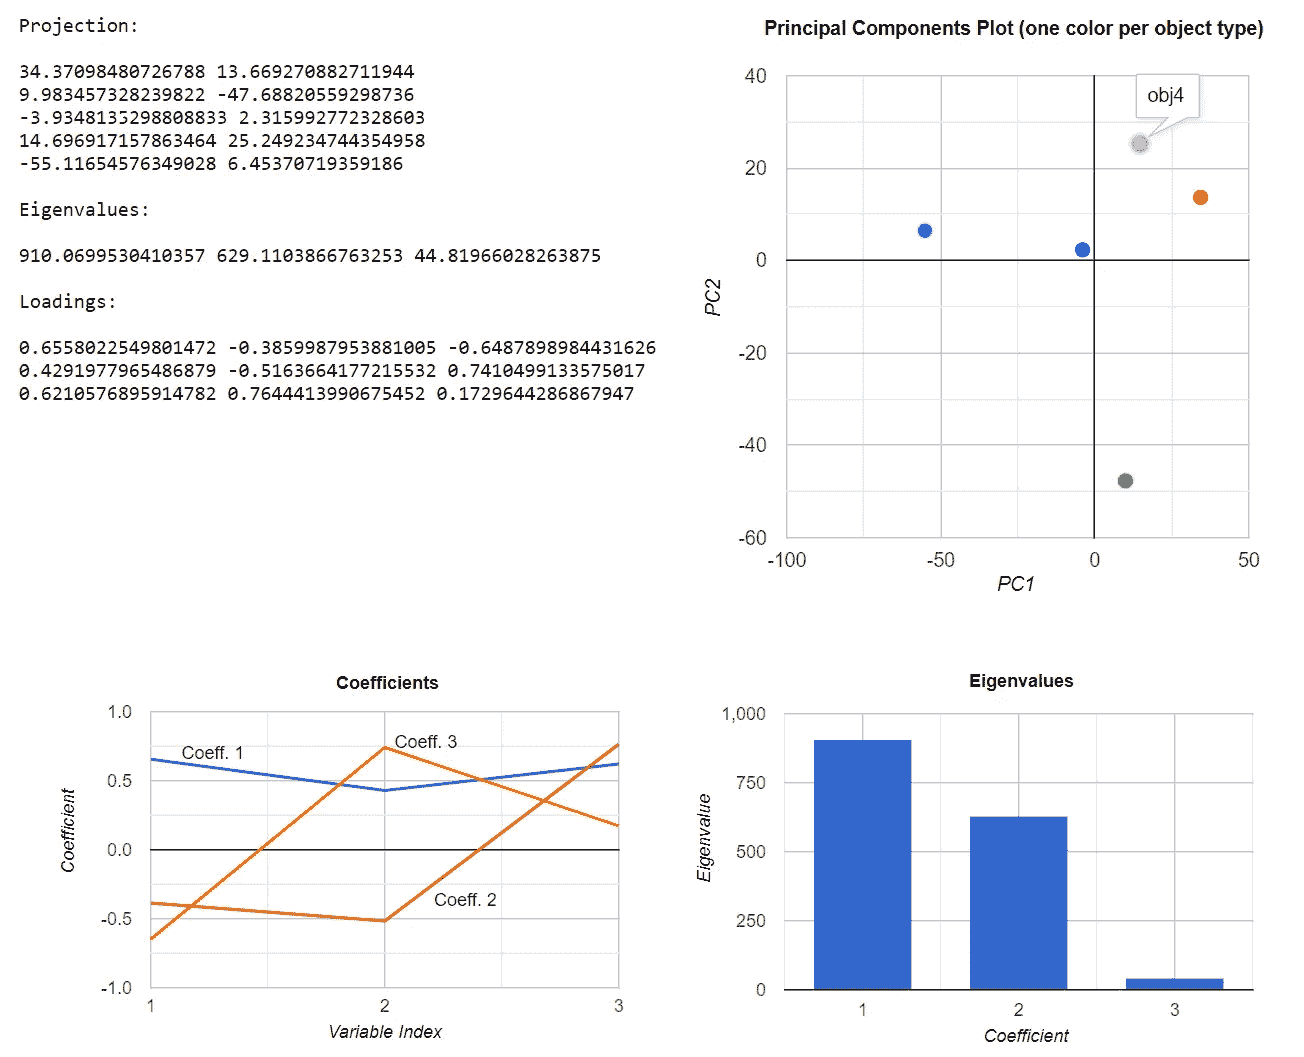 Projection:
34.37098480726788 13.669270882711944
9.983457328239822 -47.68820559298736
-3.9348135298808833 2.315992772328603
14.696917157863464 25.249234744354958
-55.11654576349028 6.45370719359186
Eigenvalues:
910.0699530410357 629.1103866763253 44.81966028263875
Loadings:
0.6558022549801472 -0.3859987953881005 -0.6487898984431626
0.4291977965486879 -0.5163664177215532 0.7410499133575017
0.6210576895914782 0.7644413990675452 0.1729644286867947
Principal Components Plot (one color per object type)
40
20
0
-20
-40
-60
PC2
obj4
-100 -50 0 50
PC1
Coefficients
1.0
0.5
0.0
-0.5
-1.0
Coefficient
Coeff. 1
Coeff. 3
Coeff. 2
1 2 3
Variable Index
Eigenvalues
1,000
750
500
250
0
Eigenvalue
1 2 3
Coefficient